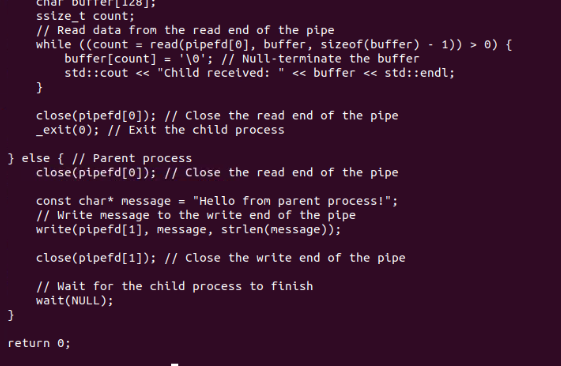 char buffer[128];
ssize_t count;
// Read data from the read end of the pipe
while ((count = read(pipefd[0], buffer, sizeof(buffer) - 1)) > 0) {
buffer[count] = '\0'; // Null-terminate the buffer
std::cout << "Child received: " << buffer << std::endl;
}
close(pipefd[0]); // Close the read end of the pipe
_exit(0); // Exit the child process
} else { // Parent process
close(pipefd[0]); // Close the read end of the pipe
const char* message = "Hello from parent process!";
// Write message to the write end of the pipe
write(pipefd[1], message, strlen(message));
close(pipefd[1]); // Close the write end of the pipe
// Wait for the child process to finish
wait(NULL);
}
return 0;